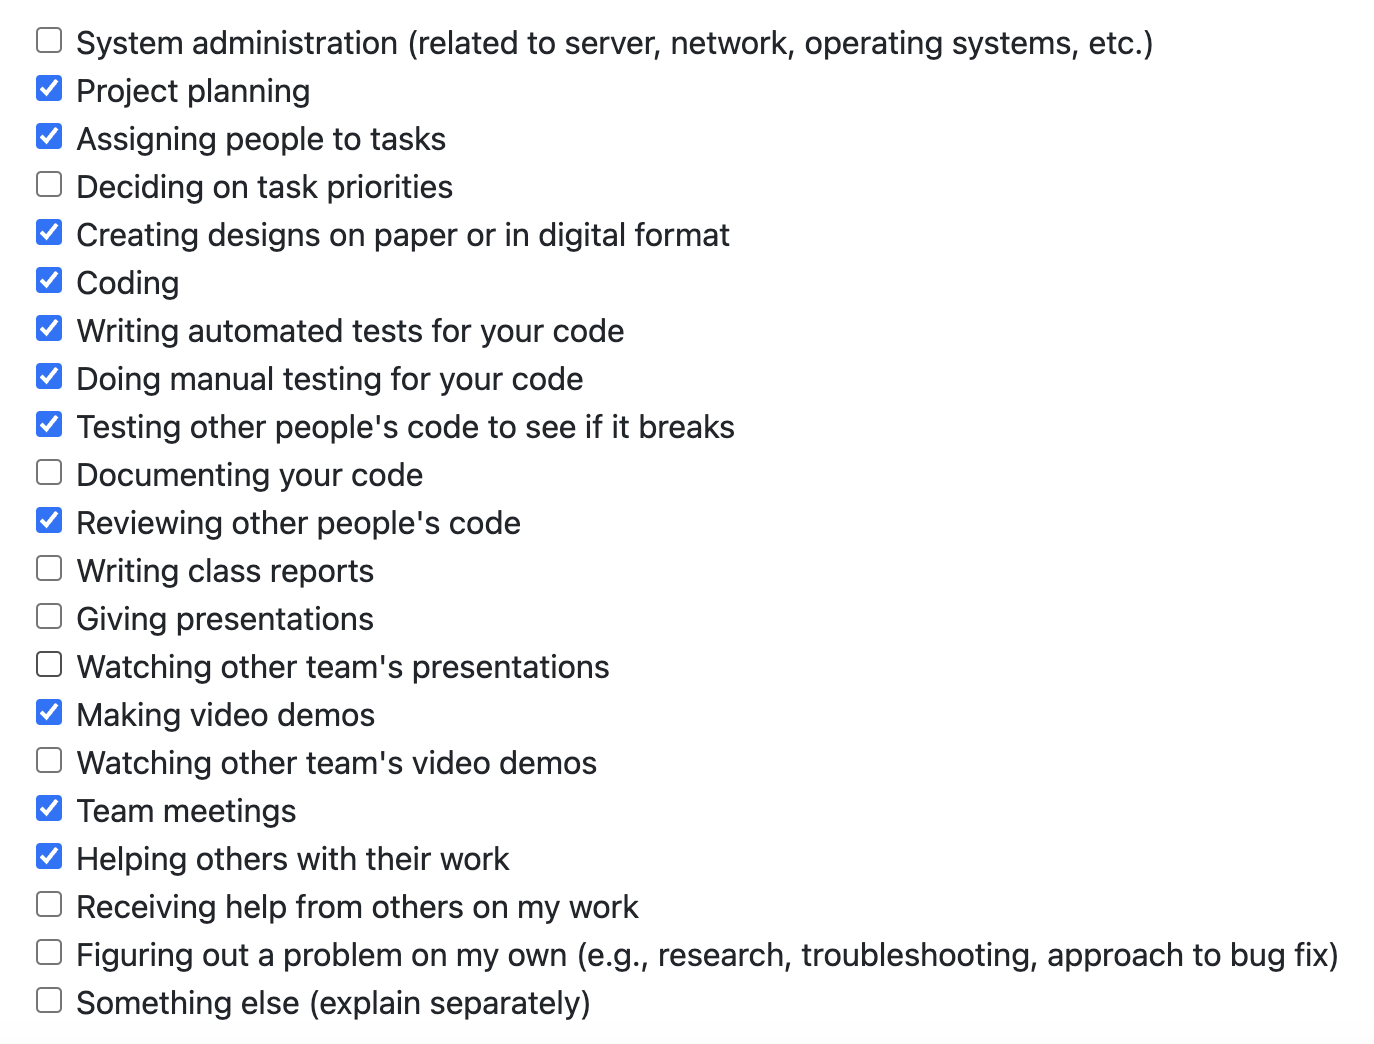 System administration (related to server, network, operating systems, etc.)
Project planning
Assigning people to tasks
Deciding on task priorities
Creating designs on paper or in digital format
Coding
Writing automated tests for your code
Doing manual testing for your code
Testing other people's code to see if it breaks
Documenting your code
Reviewing other people's code
Writing class reports
Giving presentations
Watching other team's presentations
Making video demos
Watching other team's video demos
Team meetings
Helping others with their work
Receiving help from others on my work
Figuring out a problem on my own (e.g., research, troubleshooting, approach to bug fix)
Something else (explain separately)